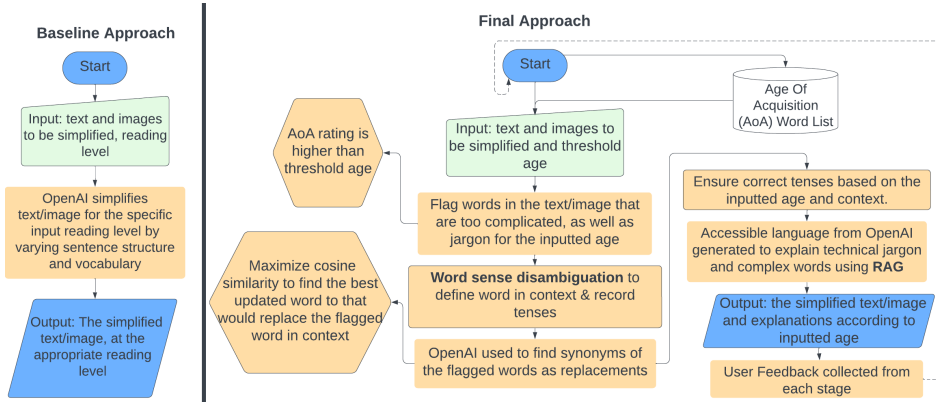 Baseline Approach
Start
Input: text and images
to be simplified, reading
level
OpenAI simplifies
text/image for the specific
input reading level by
varying sentence structure
and vocabulary
Output: The simplified
text/image, at the
appropriate reading
level
Final Approach
Start
Age Of
Acquisition
(AoA) Word List
Input: text and images to
be simplified and threshold
age
AoA rating is
higher than
threshold age
Flag words in the text/image that
are too complicated, as well as
jargon for the inputted age
Word sense disambiguation to
define word in context & record
tenses
Maximize cosine
similarity to find the best
updated word to that
would replace the flagged
word in context
OpenAI used to find synonyms of
the flagged words as replacements
Ensure correct tenses based on the
inputted age and context.
Accessible language from OpenAI
generated to explain technical jargon
and complex words using RAG
Output: the simplified text/image
and explanations according to
inputted age
User Feedback collected from
each stage